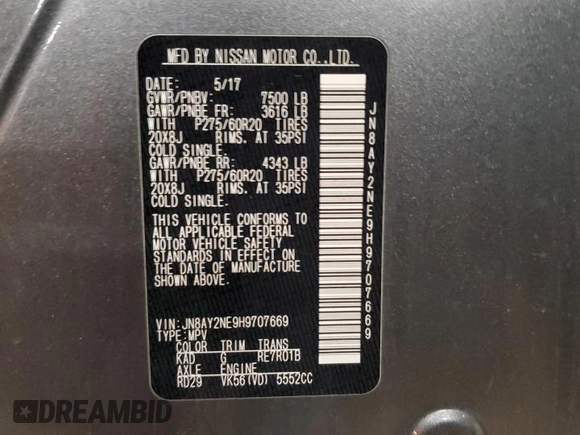 MFD BY NISSAN MOTOR CO.,LTD.
DATE: 5/17
GVWR/PNBV: 7500 LB
GAWR/PNBE FR: 3616 LB
WITH P275/60R20 TIRES
20X8J RIMS. AT 35PSI
COLD SINGLE.
GAWR/PNBE RR: 4343 LB
WITH P275/60R20 TIRES
20X8J RIMS. AT 35PSI
COLD SINGLE.
THIS VEHICLE CONFORMS TO
ALL APPLICABLE FEDERAL
MOTOR VEHICLE SAFETY
STANDARDS IN EFFECT ON
THE DATE OF MANUFACTURE
SHOWN ABOVE.
VIN:JN8AY2NE9H9707669
TYPE:MPV
COLOR TRIM TRANS
KAD G RE7R01B
AXLE ENGINE
RD29 VK56(VD) 5552CC
JN8AY2NE9H9707669
DREAMBID